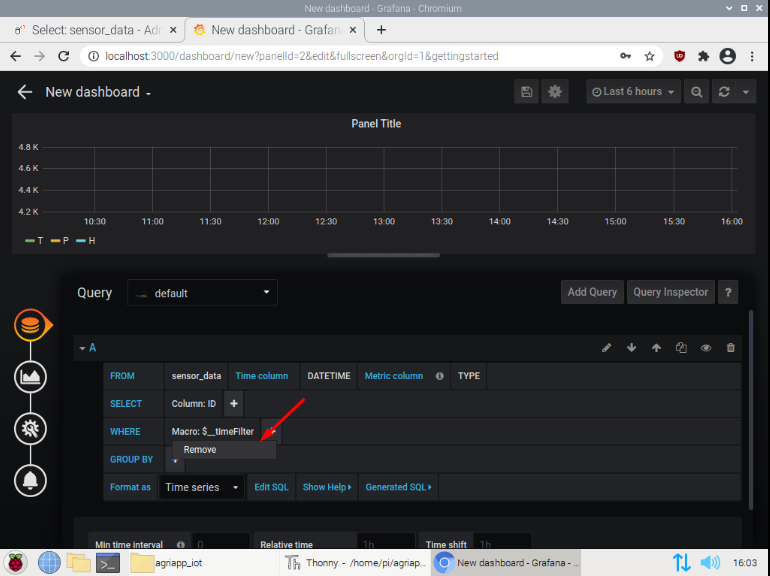 New dashboard - Grafana - Chromium
Select: sensor_data - Adm
New dashboard - Grafan
localhost:3000/dashboard/new?panelId=2&edit&fullscreen&orgId=1&gettingstarted
New dashboard
Last 6 hours
Panel Title
4.8 K
4.6 K
4.4 K
4.2 K
10:30 11:00 11:30 12:00 12:30 13:00 13:30 14:00 14:30 15:00 15:30 16:00
T P H
Query default Add Query Query Inspector ?
A
FROM sensor_data Time column DATETIME Metric column TYPE
SELECT Column: ID +
WHERE Macro: $__timeFilter
Remove
GROUP BY
Format as Time series Edit SQL Show Help Generated SQL
Min time interval 0 Relative time 1h Time shift 1h
agriapp_iot Thonny - /home/pi/agriap... New dashboard - Grafana - ... 16:03